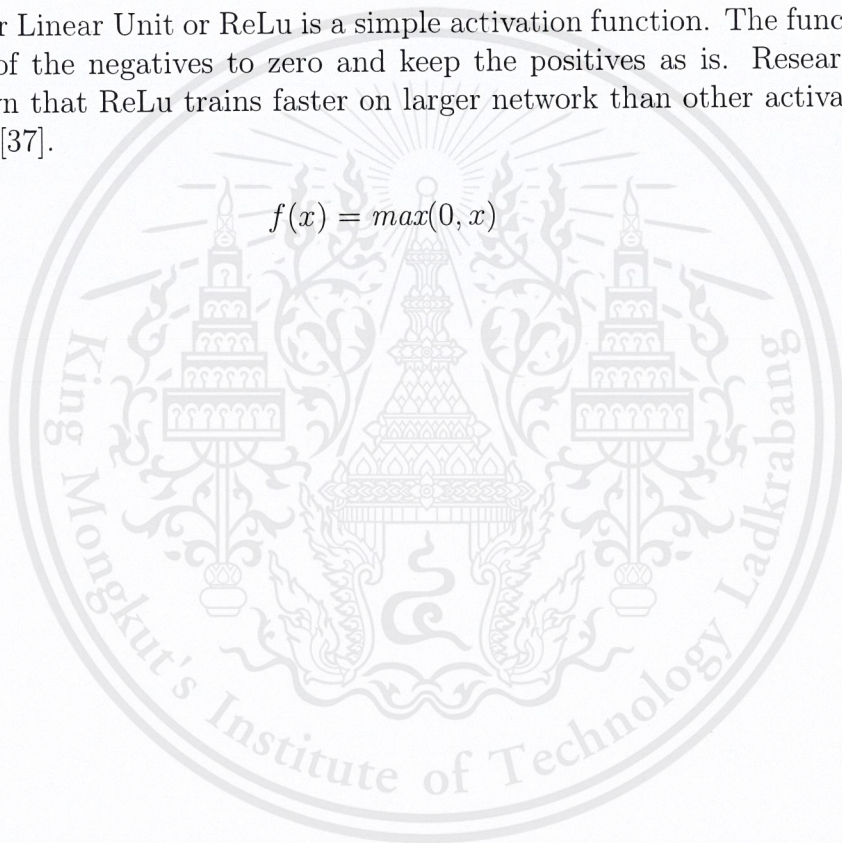 r Linear Unit or ReLu is a simple activation function. The func
of the negatives to zero and keep the positives as is. Resear
n that ReLu trains faster on larger network than other activa
[37].
f(x) = max(0, x)
King Mongkut's Institute of Technology Ladkrabang